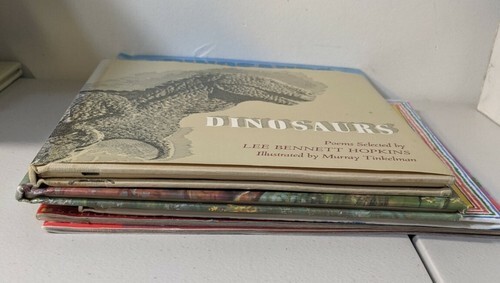 DINOSAURS
Poems Selected by
LEE BENNETT HOPKINS
Illustrated by Murray Tinkelman